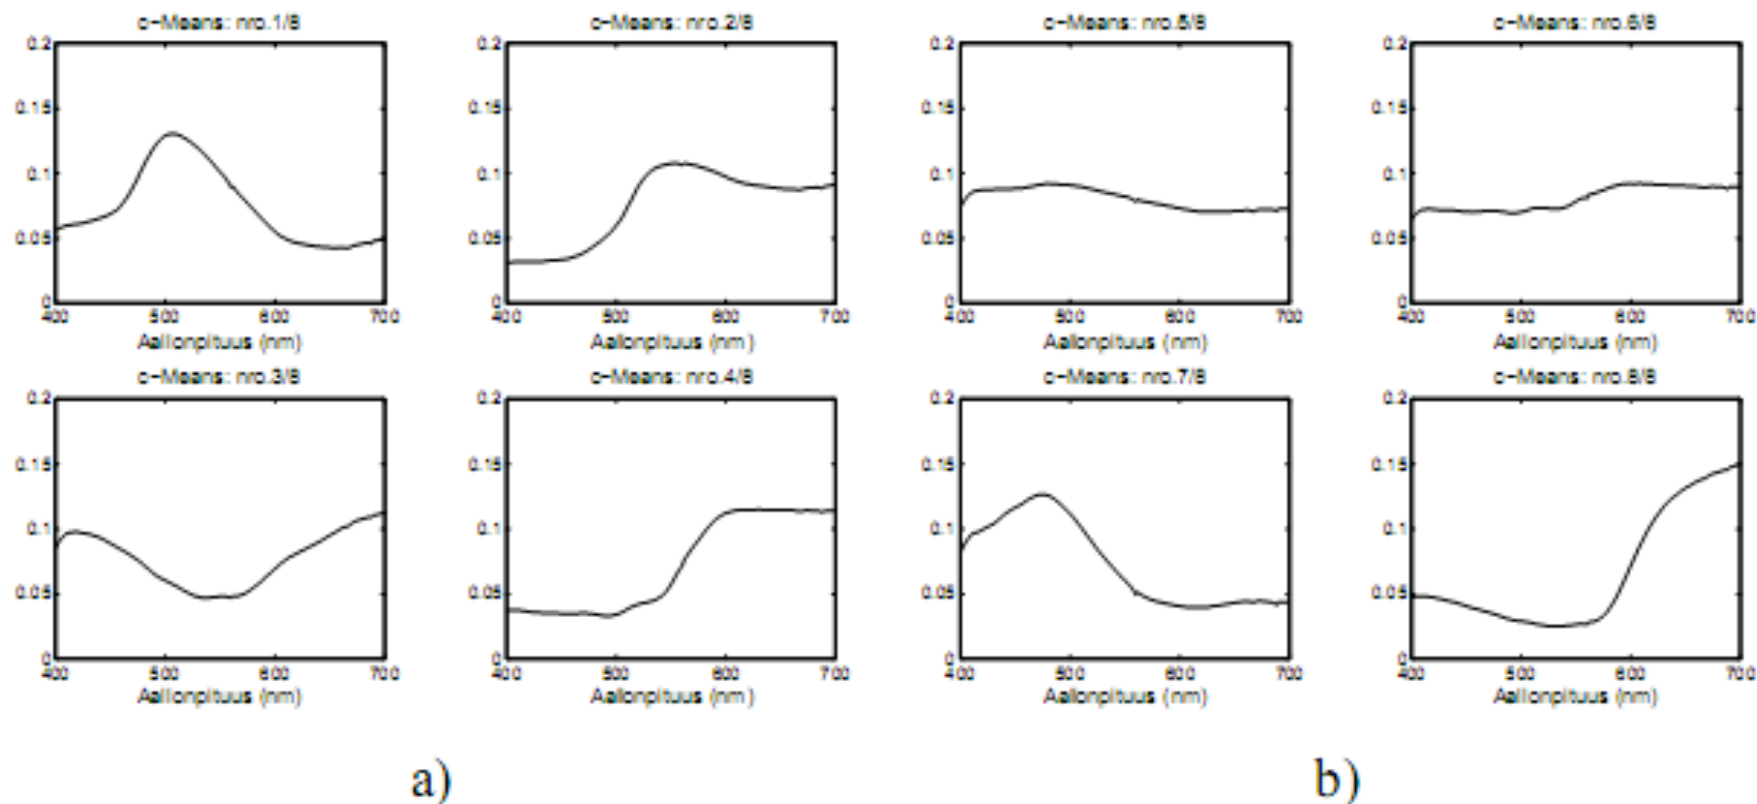 c-Means: nro.1/8
0.2
0.15
0.1
0.05
0
400 500 600 700
Aallonpituus (nm)
c-Means: nro.2/8
0.2
0.15
0.1
0.05
0
400 500 600 700
Aallonpituus (nm)
c-Means: nro.3/8
0.2
0.15
0.1
0.05
0
400 500 600 700
Aallonpituus (nm)
c-Means: nro.4/8
0.2
0.15
0.1
0.05
0
400 500 600 700
Aallonpituus (nm)
a)
c-Means: nro.5/8
0.2
0.15
0.1
0.05
0
400 500 600 700
Aallonpituus (nm)
c-Means: nro.6/8
0.2
0.15
0.1
0.05
0
400 500 600 700
Aallonpituus (nm)
c-Means: nro.7/8
0.2
0.15
0.1
0.05
0
400 500 600 700
Aallonpituus (nm)
c-Means: nro.8/8
0.2
0.15
0.1
0.05
0
400 500 600 700
Aallonpituus (nm)
b)